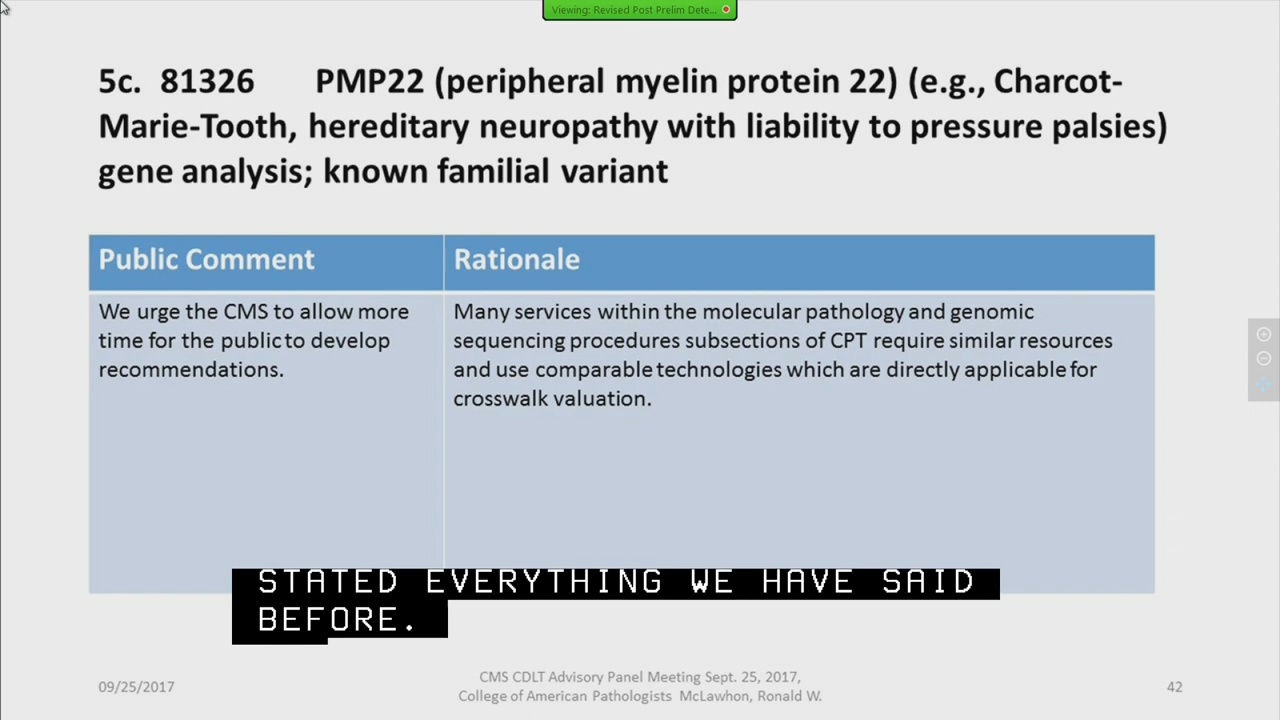 Viewing: Revised Post Prelim Dete...
5c. 81326 PMP22 (peripheral myelin protein 22) (e.g., Charcot-
Marie-Tooth, hereditary neuropathy with liability to pressure palsies)
gene analysis; known familial variant
Public Comment
Rationale
We urge the CMS to allow more
time for the public to develop
recommendations.
Many services within the molecular pathology and genomic
sequencing procedures subsections of CPT require similar resources
and use comparable technologies which are directly applicable for
crosswalk valuation.
STATED EVERYTHING WE HAVE SAID
BEFORE.
09/25/2017
CMS CDLT Advisory Panel Meeting Sept. 25, 2017,
College of American Pathologists McLawhon, Ronald W.
42